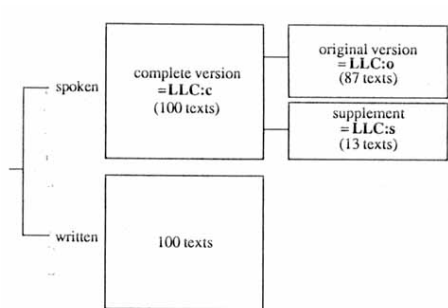 spoken
complete version
=LLC:c
(100 texts)
original version
=LLC:o
(87 texts)
supplement
=LLC:s
(13 texts)
written
100 texts